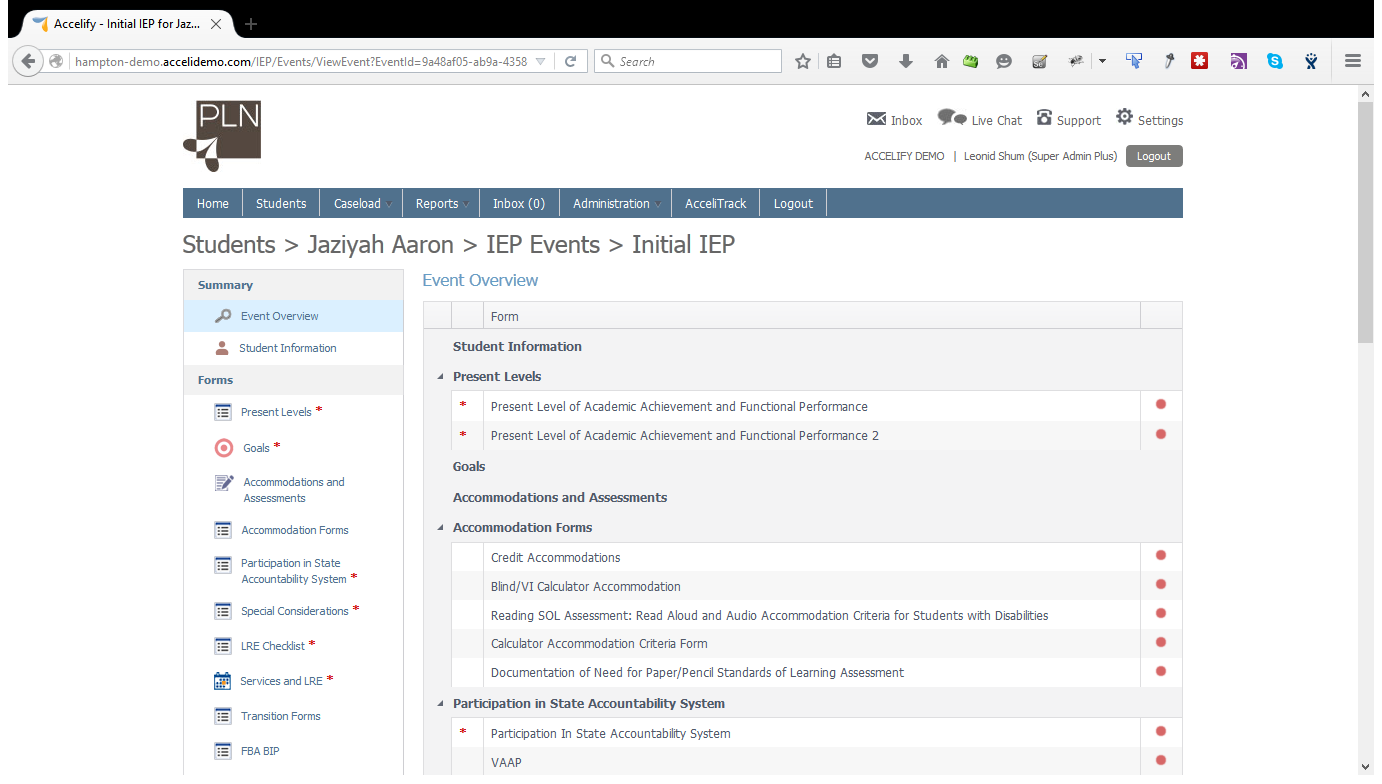 Accelify - Initial IEP for Jaz...
hampton-demo.accelidemo.com/IEP/Events/ViewEvent?EventId=9a48af05-ab9a-4358
Search
PLN
Inbox Live Chat Support Settings
ACCELIFY DEMO | Leonid Shum (Super Admin Plus) Logout
Home Students Caseload Reports Inbox (0) Administration AcceliTrack Logout
Students > Jaziyah Aaron > IEP Events > Initial IEP
Summary
Event Overview
Student Information
Forms
Present Levels *
Goals *
Accommodations and
Assessments
Accommodation Forms
Participation in State
Accountability System *
Special Considerations *
LRE Checklist *
Services and LRE *
Transition Forms
FBA BIP
Event Overview
Form
Student Information
Present Levels
* Present Level of Academic Achievement and Functional Performance
* Present Level of Academic Achievement and Functional Performance 2
Goals
Accommodations and Assessments
Accommodation Forms
Credit Accommodations
Blind/VI Calculator Accommodation
Reading SOL Assessment: Read Aloud and Audio Accommodation Criteria for Students with Disabilities
Calculator Accommodation Criteria Form
Documentation of Need for Paper/Pencil Standards of Learning Assessment
Participation in State Accountability System
* Participation In State Accountability System
VAAP